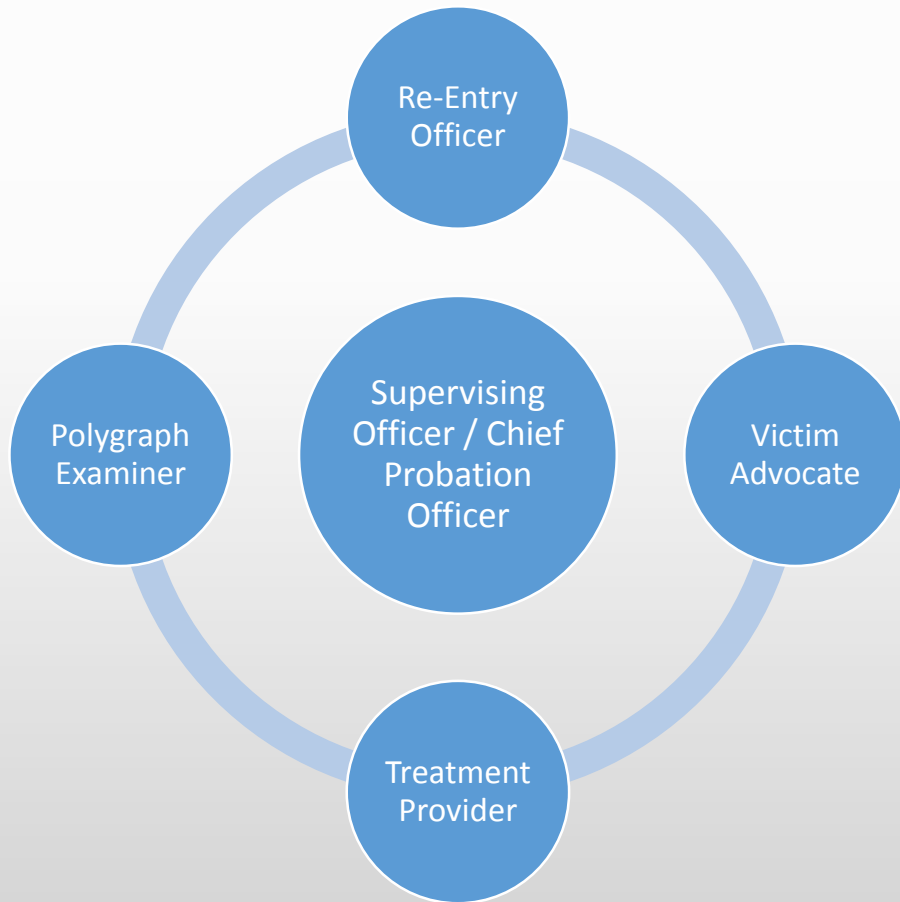 Re-Entry
Officer
Supervising
Officer / Chief
Probation
Officer
Polygraph
Examiner
Victim
Advocate
Treatment
Provider